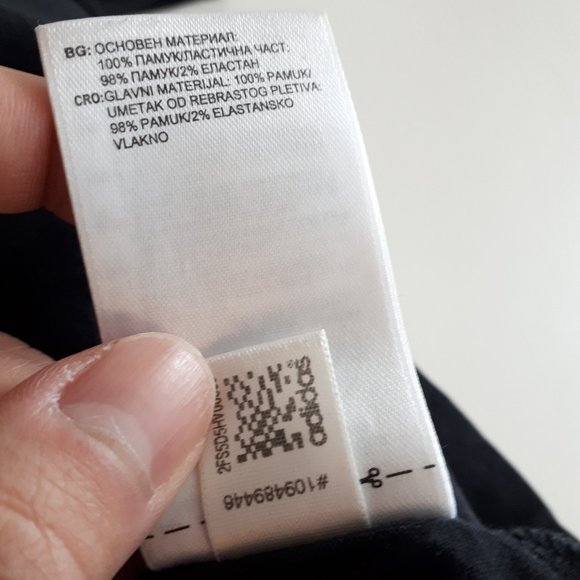 BG: ОСНОВЕН МАТЕРИАЛ:
100% ПАМУК/ЛАСТИЧНА ЧАСТ:
98% ПАМУК/2% ЕЛАСТАН
CRO:GLAVNI MATERIJAL: 100% PAMUK/
UMETAK OD REBRASTOG PLETIVA:
98% PAMUK/2% ELASTANSKO
VLAKNO
adidas
#109489446